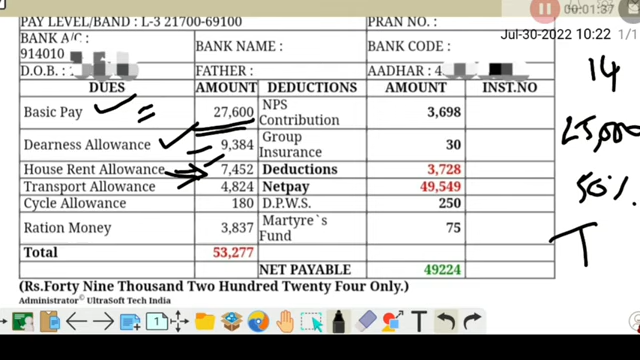 00:01:37
PAY LEVEL/BAND : L-3 21700-69100 PRAN NO. :
Jul-30-2022 10:22 1/1
BANK A/C :
914010 BANK NAME : BANK CODE :
D.O.B. : FATHER : AADHAR : 4
DUES AMOUNT DEDUCTIONS AMOUNT INST.NO
Basic Pay 27,600 NPS Contribution 3,698
Dearness Allowance 9,384 Group Insurance 30
House Rent Allowance 7,452 Deductions 3,728
Transport Allowance 4,824 Netpay 49,549
Cycle Allowance 180 D.P.W.S. 250
Ration Money 3,837 Martyre`s Fund 75
Total 53,277
NET PAYABLE 49224
(Rs.Forty Nine Thousand Two Hundred Twenty Four Only.)
Administrator© UltraSoft Tech India
14
25,000
50%.
T
1
T